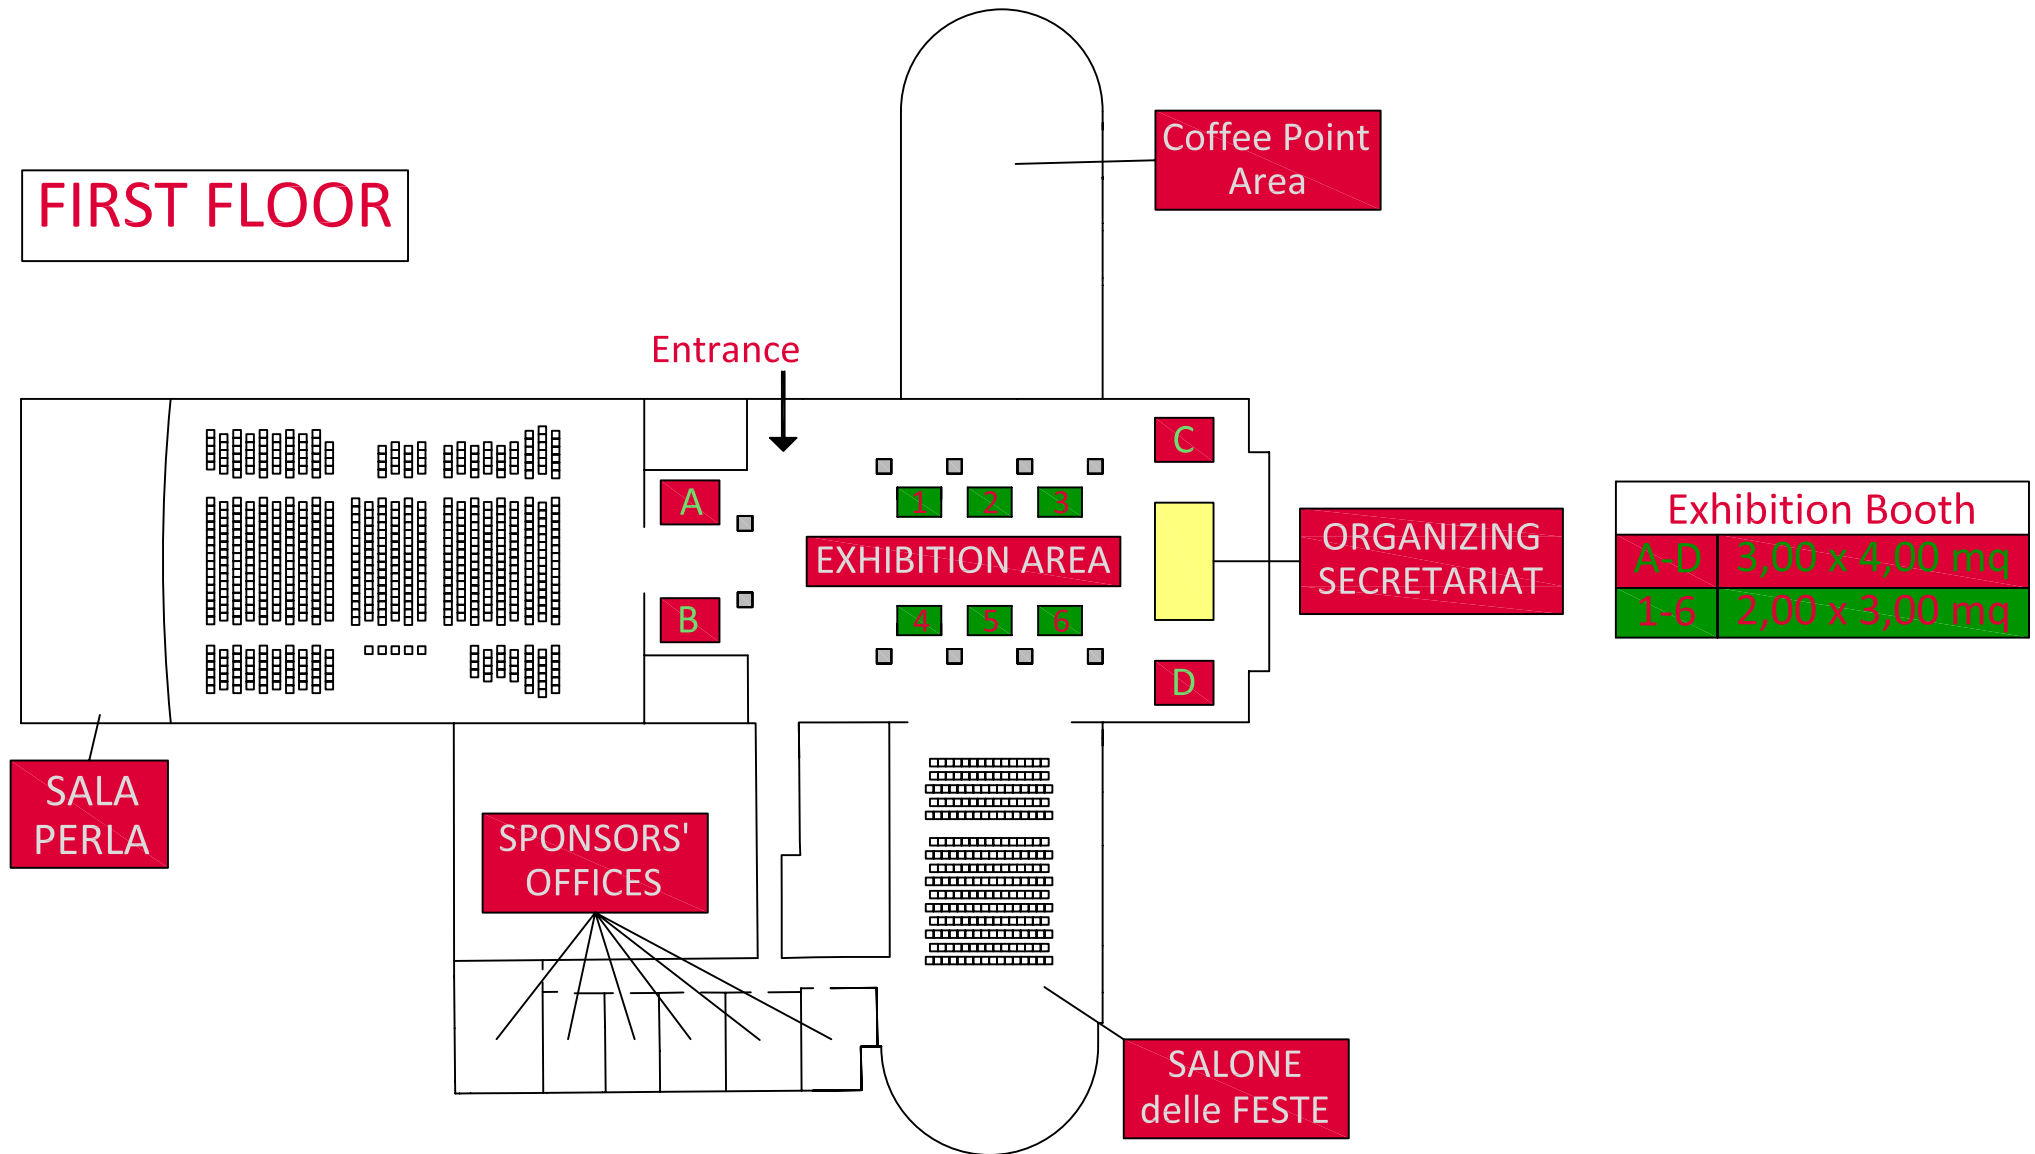 Coffee Point
Area
FIRST FLOOR
Entrance
C
A
1 2 3
EXHIBITION AREA
ORGANIZING
SECRETARIAT
Exhibition Booth
A-D 3,00 x 4,00 mq
1-6 2,00 x 3,00 mq
B
4 5 6
D
SALA
PERLA
SPONSORS'
OFFICES
SALONE
delle FESTE